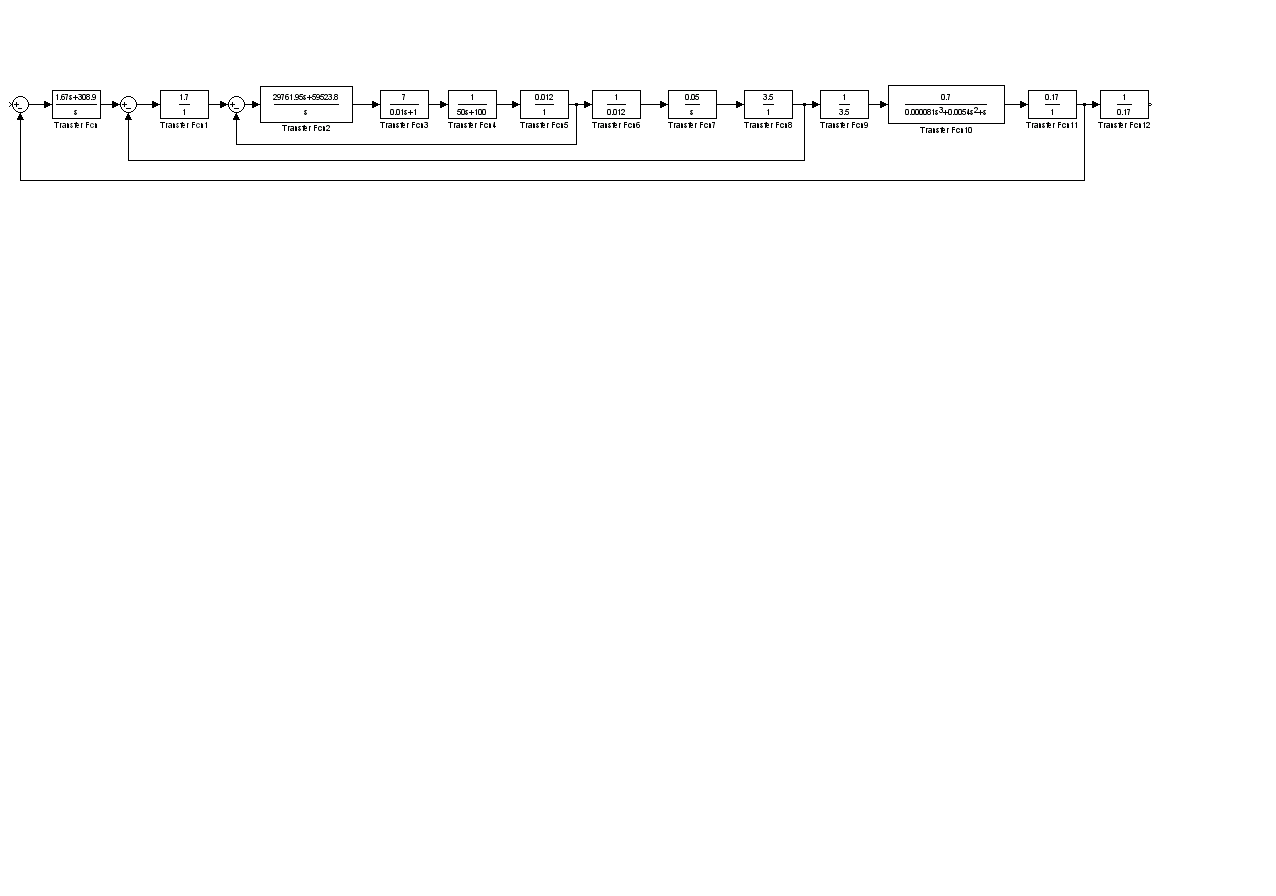 1.67s+308.9
s
Transfer Fcn
1.7
1
Transfer Fcn1
29761.95s+59523.8
s
Transfer Fcn2
7
0.01s+1
Transfer Fcn3
1
50s+100
Transfer Fcn4
0.012
1
Transfer Fcn5
1
0.012
Transfer Fcn6
0.05
s
Transfer Fcn7
3.5
1
Transfer Fcn8
1
3.5
Transfer Fcn9
0.7
0.000081s3+0.0054s2+s
Transfer Fcn10
0.17
1
Transfer Fcn11
1
0.17
Transfer Fcn12